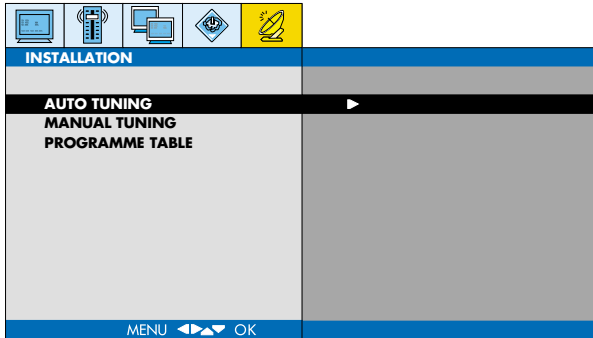 INSTALLATION
AUTO TUNING
MANUAL TUNING
PROGRAMME TABLE
MENU ◀▶▲▼ OK